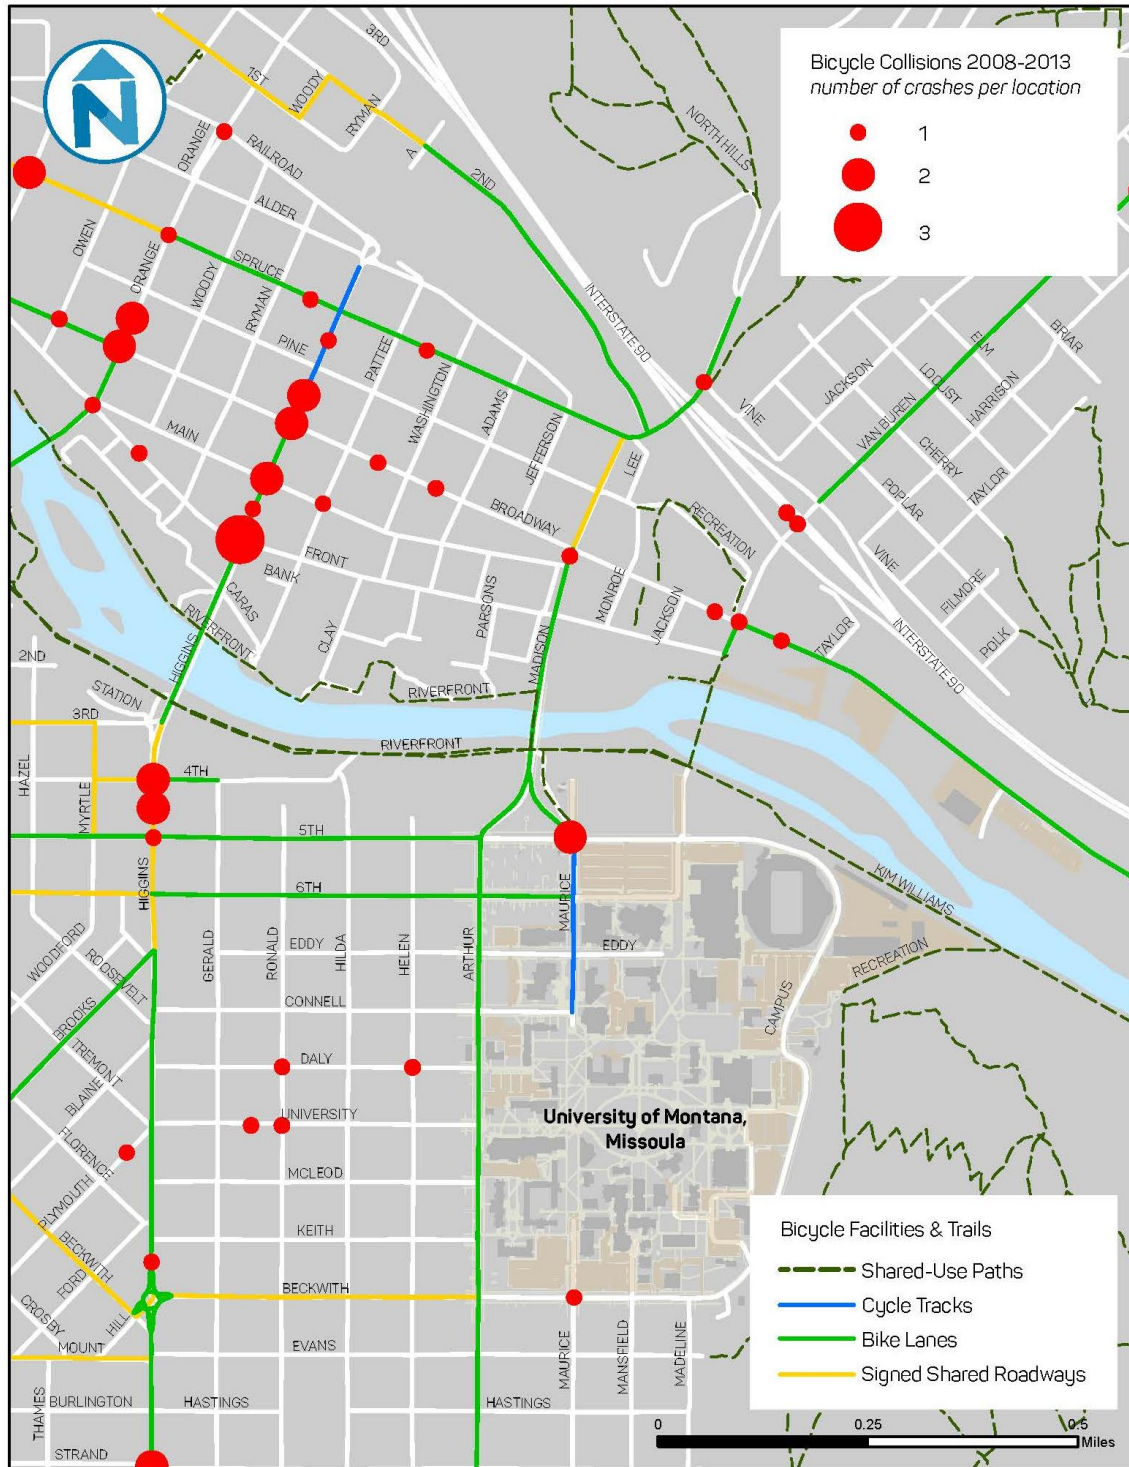 N
Bicycle Collisions 2008-2013
number of crashes per location
1
2
3
3RD
1ST
WOODY
RYMAN
A
2ND
NORTH HILLS
ORANGE
RAILROAD
ALDER
OWEN
ORANGE
WOODY
SPRUCE
RYMAN
PINE
PATTEE
WASHINGTON
ADAMS
JEFFERSON
LEE
INTERSTATE 90
VINE
JACKSON
ELM
BRIAR
LOCUST
HARRISON
VAN BUREN
CHERRY
TAYLOR
POPLAR
VINE
FILMORE
POLK
MAIN
BROADWAY
RECREATION
FRONT
BANK
CARAS
RIVERFRONT
CLAY
PARSONS
MADISON
MONROE
JACKSON
TAYLOR
INTERSTATE 90
2ND
STATION
HIGGINS
RIVERFRONT
3RD
RIVERFRONT
HAZEL
MYRTLE
4TH
5TH
HIGGINS
6TH
MAURICE
KIM WILLIAMS
WOODFORD
ROOSEVELT
GERALD
RONALD
EDDY
HILDA
HELEN
ARTHUR
EDDY
RECREATION
CONNELL
CAMPUS
BROOKS
TREMONT
BLAINE
DALY
UNIVERSITY
University of Montana,
Missoula
FLORENCE
MCLEOD
PLYMOUTH
KEITH
BECKWITH
FORD
BECKWITH
CROSBY
HILL
MOUNT
EVANS
MAURICE
MANSFIELD
MADELINE
THAMES
BURLINGTON
HASTINGS
HASTINGS
STRAND
Bicycle Facilities & Trails
Shared-Use Paths
Cycle Tracks
Bike Lanes
Signed Shared Roadways
0 0.25 0.5
Miles